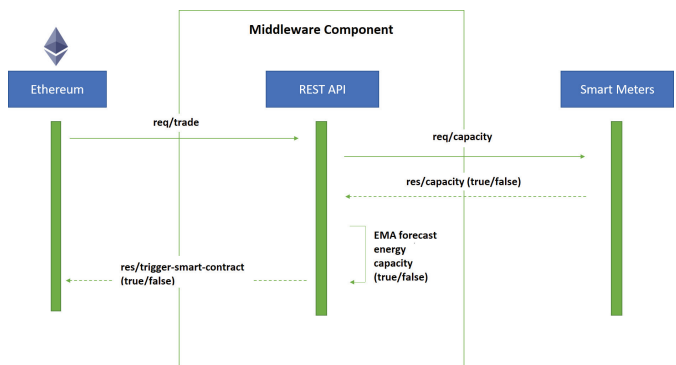 Middleware Component
Ethereum
REST API
Smart Meters
req/trade
req/capacity
res/capacity (true/false)
EMA forecast
energy
capacity
(true/false)
res/trigger-smart-contract
(true/false)